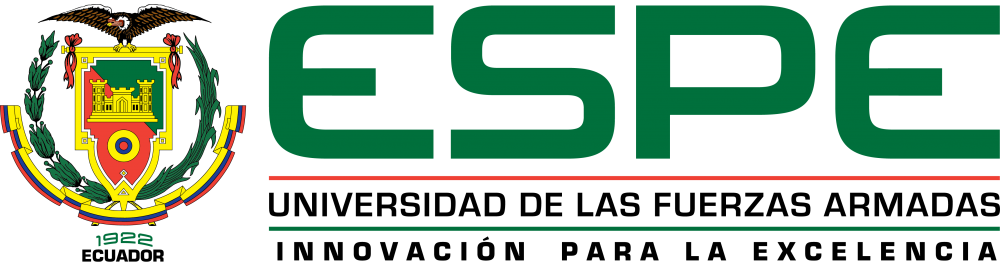 ESPE
UNIVERSIDAD DE LAS FUERZAS ARMADAS
INNOVACIÓN PARA LA EXCELENCIA
1922
ECUADOR